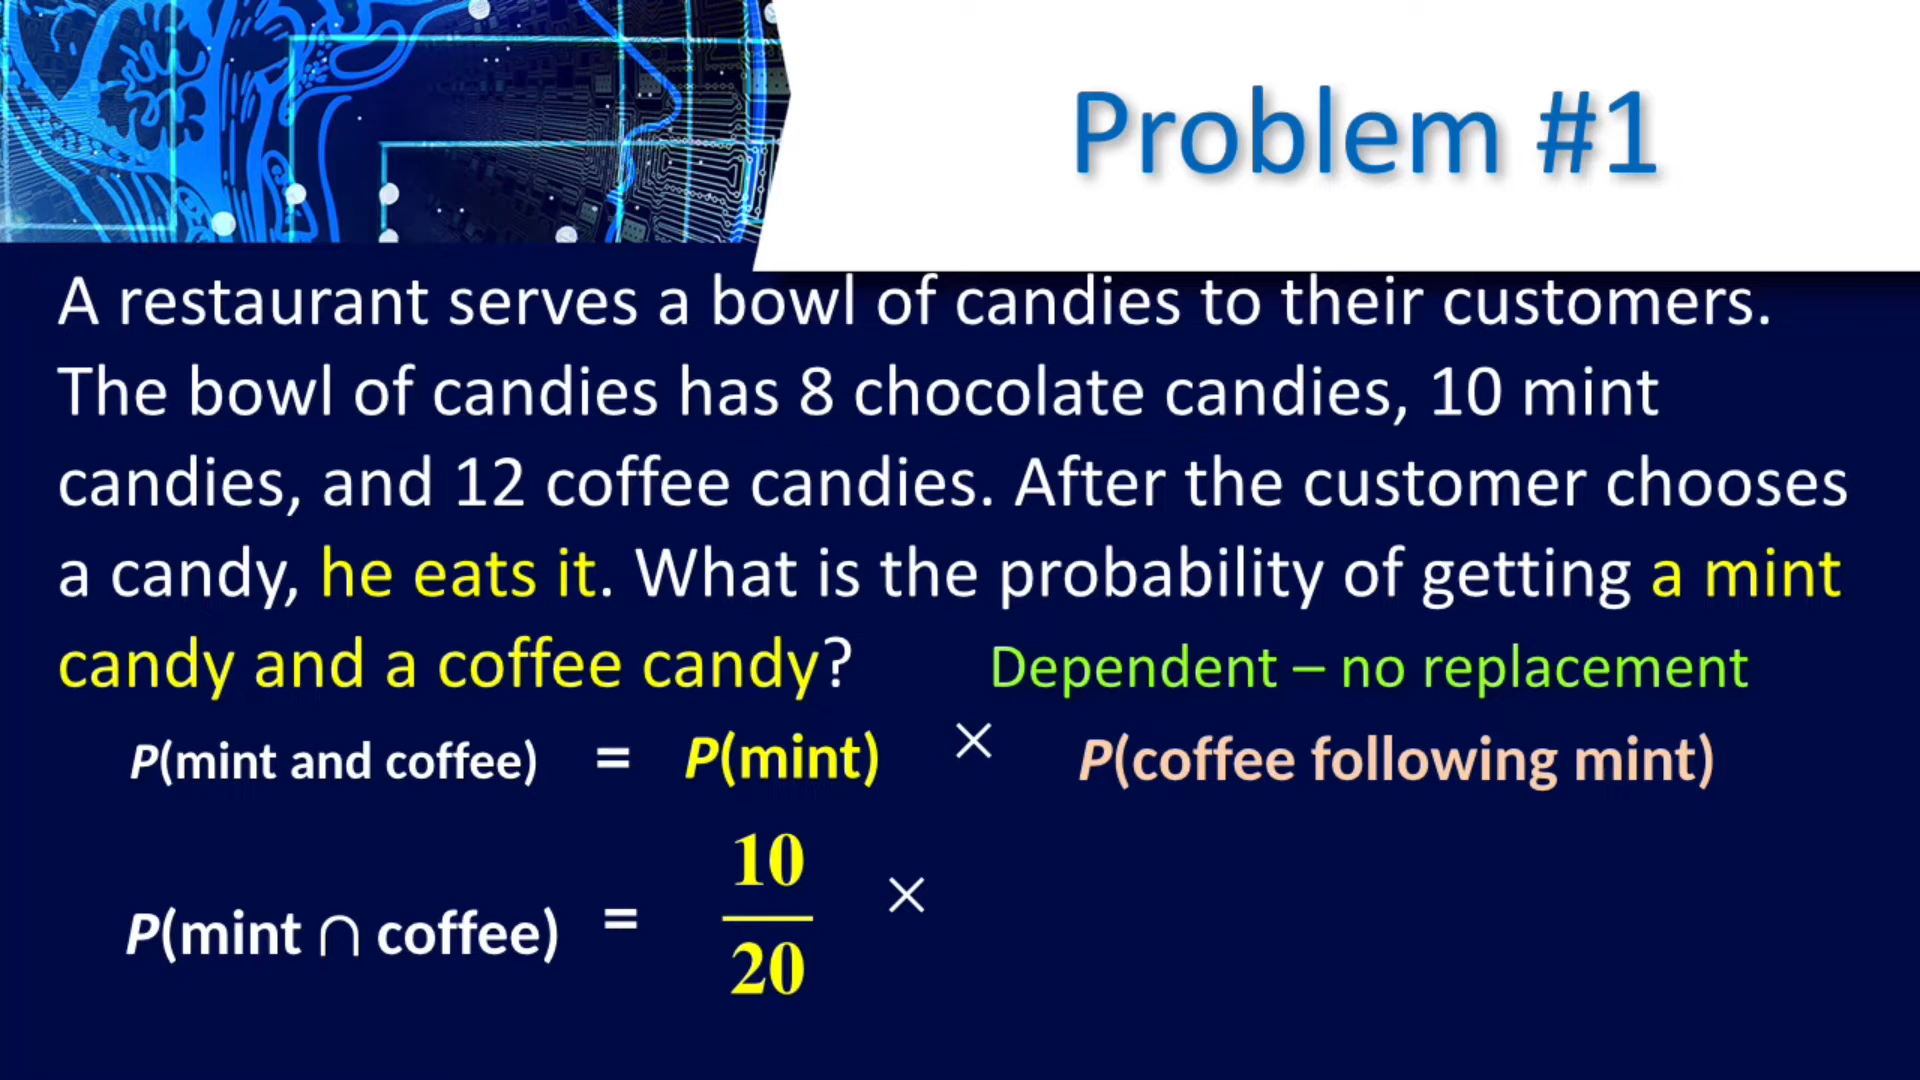 Problem #1
A restaurant serves a bowl of candies to their customers.
The bowl of candies has 8 chocolate candies, 10 mint
candies, and 12 coffee candies. After the customer chooses
a candy, he eats it. What is the probability of getting a mint
candy and a coffee candy? Dependent – no replacement
P(mint and coffee) = P(mint) × P(coffee following mint)
P(mint ∩ coffee) = 10/20 ×